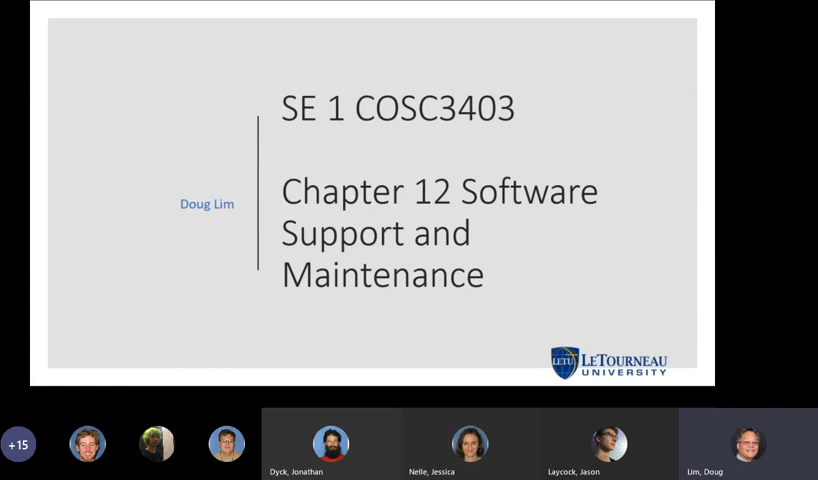 SE 1 COSC3403
Chapter 12 Software
Support and
Maintenance
Doug Lim
LETU
LETOURNEAU
UNIVERSITY
+15
Dyck, Jonathan
Nelle, Jessica
Laycock, Jason
Lim, Doug